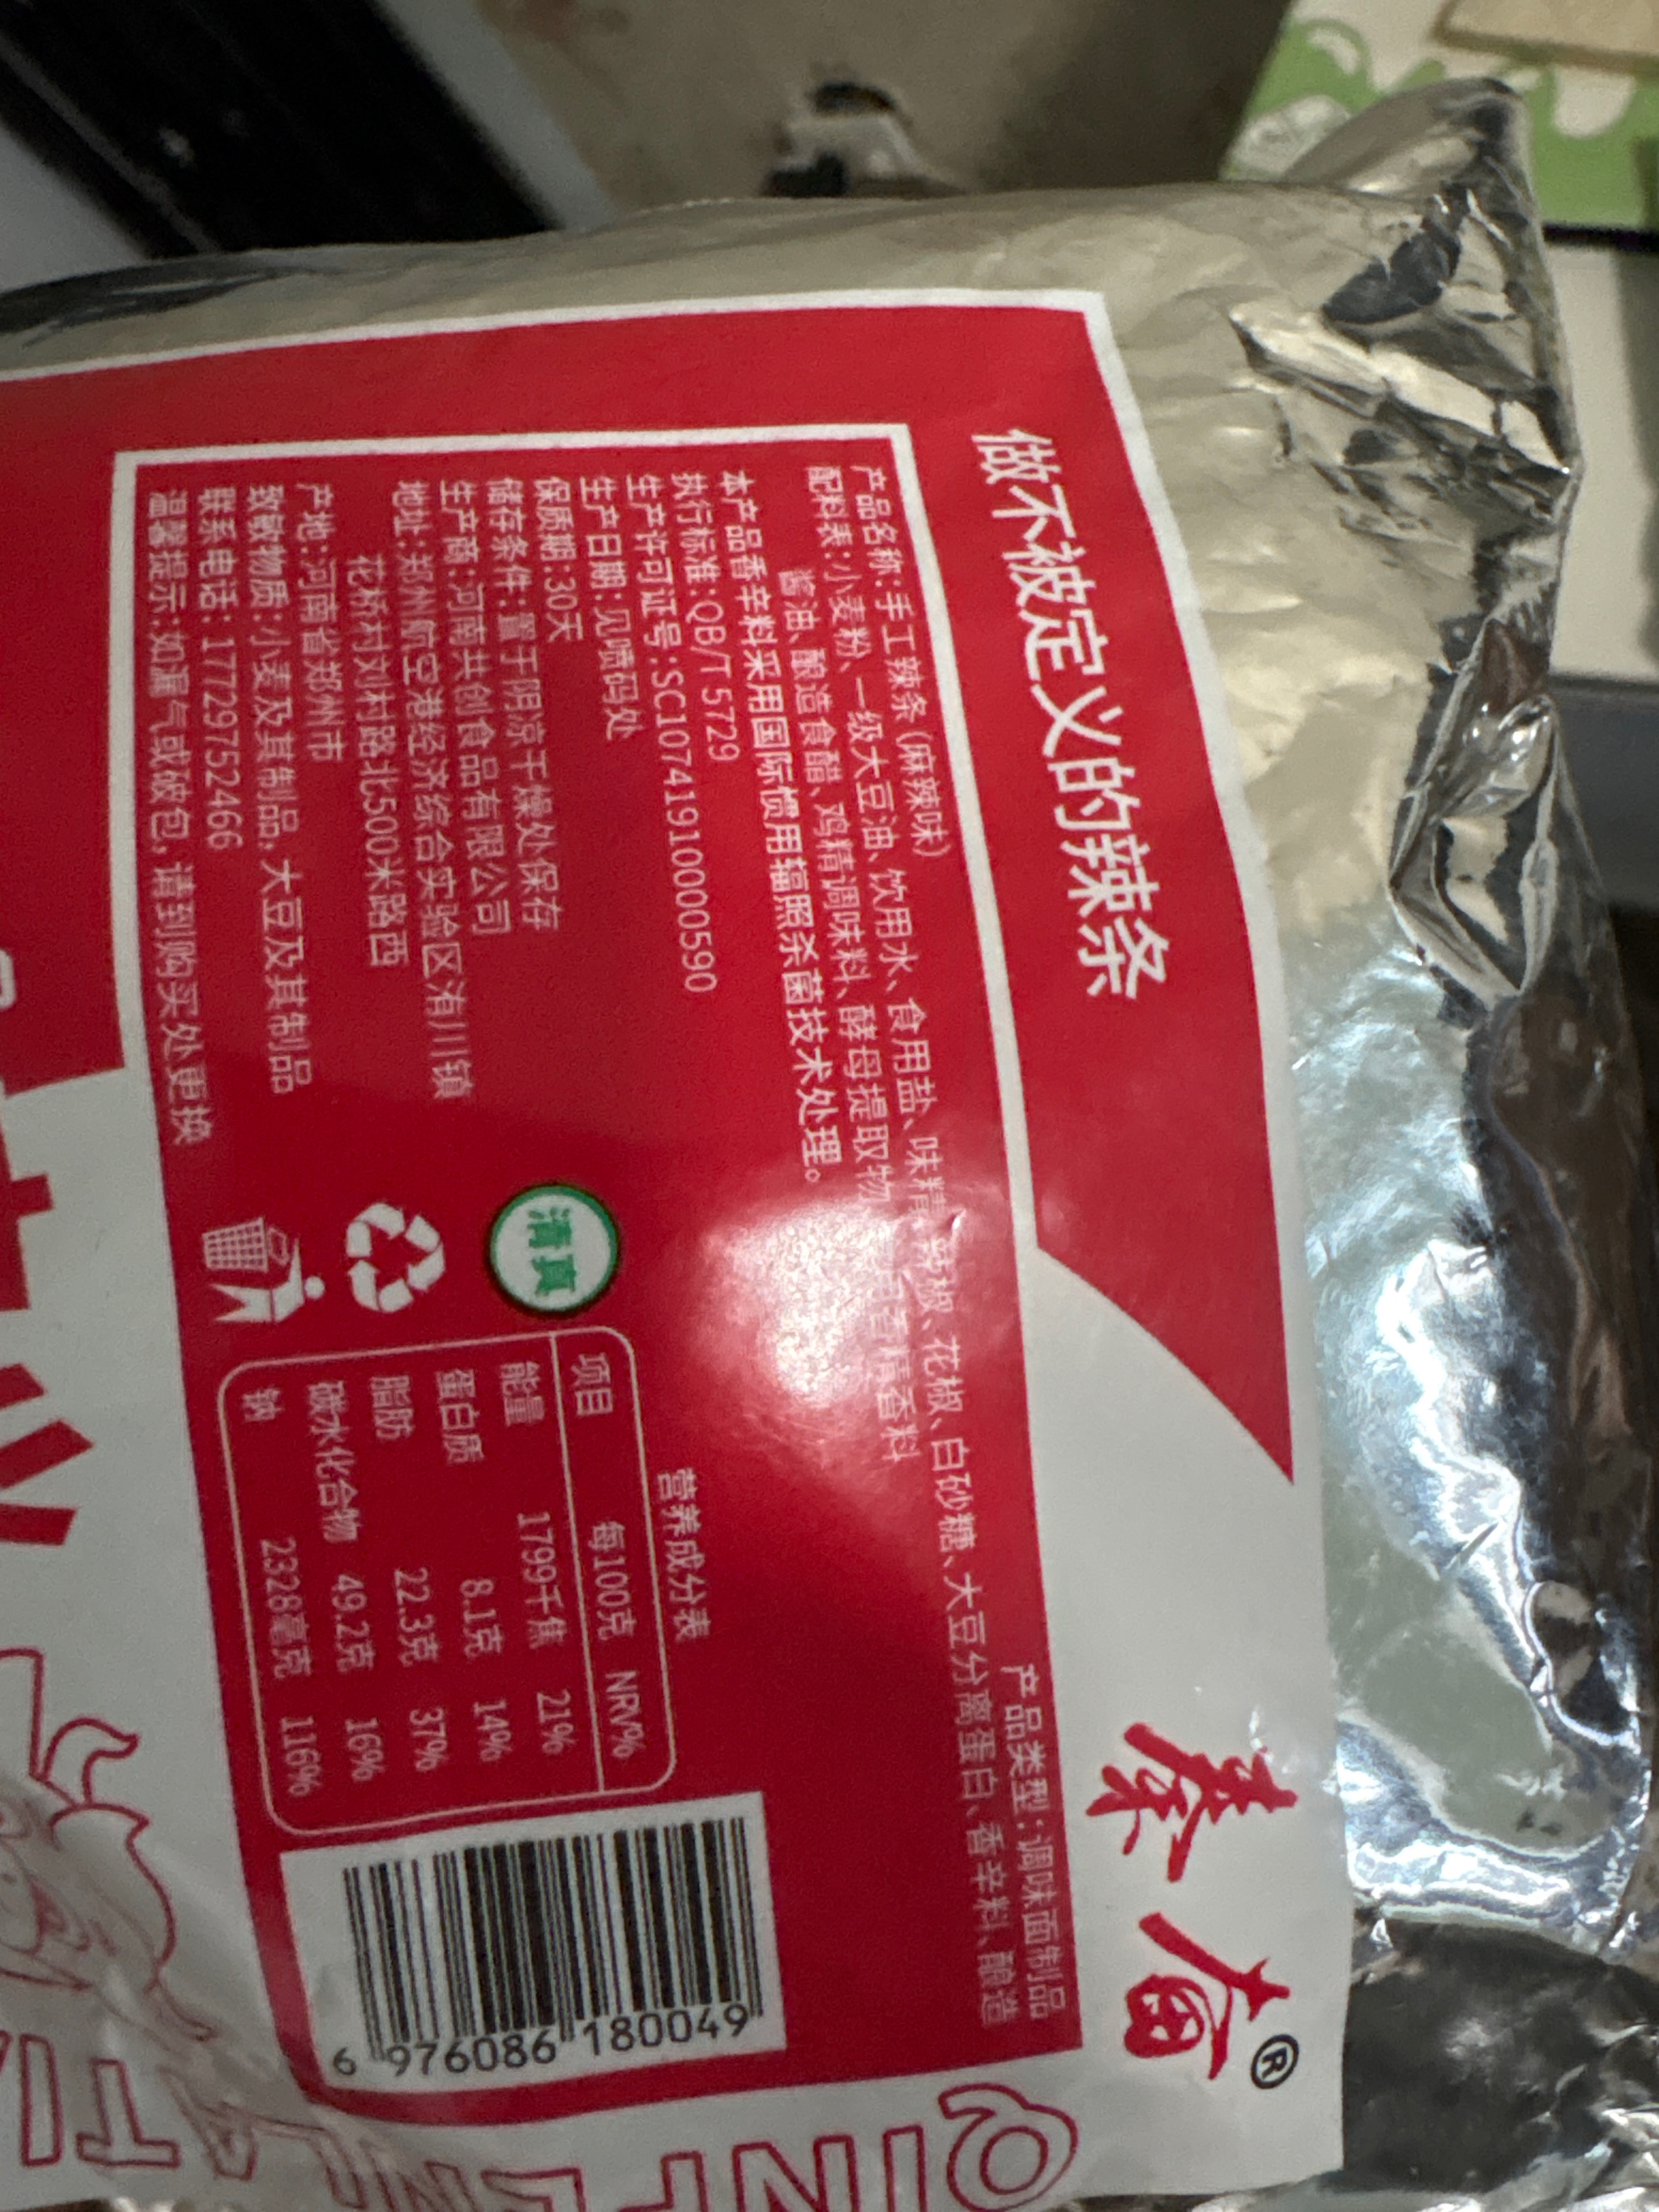 做不被定义的辣条
秦奋®
产品名称:手工辣条(麻辣味)
产品类型:调味面制品
配料表:小麦粉、一级大豆油、饮用水、食用盐、味精、辣椒、花椒、白砂糖、大豆分离蛋白、香辛料、酿造
酱油、酿造食醋、鸡精调味料、酵母提取物、食用香精香料
本产品香辛料采用国际惯用辐照杀菌技术处理。
执行标准:QB/T 5729
生产许可证号:SC10741910000590
生产日期:见喷码处
保质期:30天
储存条件:置于阴凉干燥处保存
生产商:河南共创食品有限公司
地址:郑州航空港经济综合实验区洧川镇
花桥村刘村路北500米路西
产地:河南省郑州市
致敏物质:小麦及其制品,大豆及其制品
联系电话:17729752466
温馨提示:如漏气或破包,请到购买处更换
清真
营养成分表
项目 每100克 NRV%
能量 1799千焦 21%
蛋白质 8.1克 14%
脂肪 22.3克 37%
碳水化合物 49.2克 16%
钠 2328毫克 116%
6 976086 180049